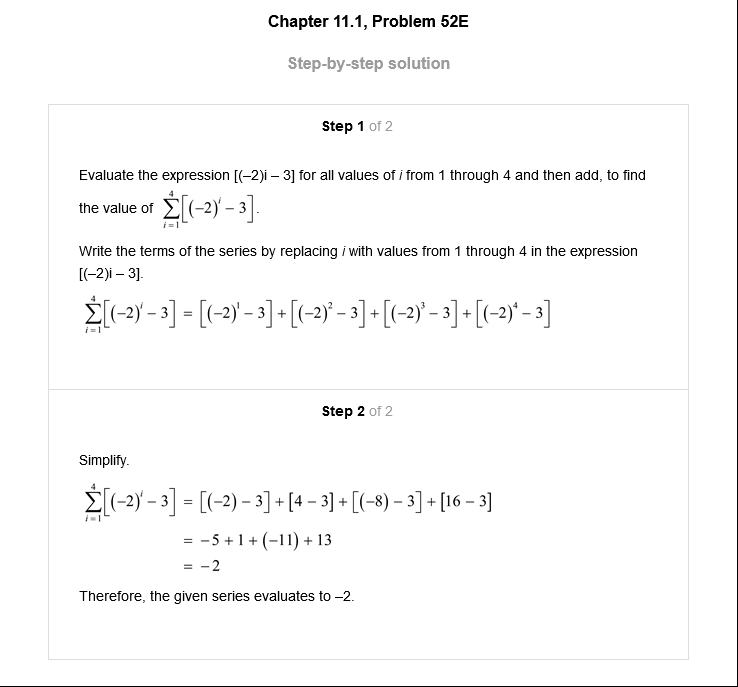 Chapter 11.1, Problem 52E
Step-by-step solution
Step 1 of 2
Evaluate the expression [(–2)i – 3] for all values of i from 1 through 4 and then add, to find
the value of $\sum_{i=1}^{4}\left[(-2)^i-3\right]$.
Write the terms of the series by replacing i with values from 1 through 4 in the expression
[(–2)i – 3].
$\sum_{i=1}^{4}\left[(-2)^i-3\right]=\left[(-2)^1-3\right]+\left[(-2)^2-3\right]+\left[(-2)^3-3\right]+\left[(-2)^4-3\right]$
Step 2 of 2
Simplify.
$\sum_{i=1}^{4}\left[(-2)^i-3\right]=\left[(-2)-3\right]+\left[4-3\right]+\left[(-8)-3\right]+\left[16-3\right]$
$=-5+1+(-11)+13$
$=-2$
Therefore, the given series evaluates to –2.